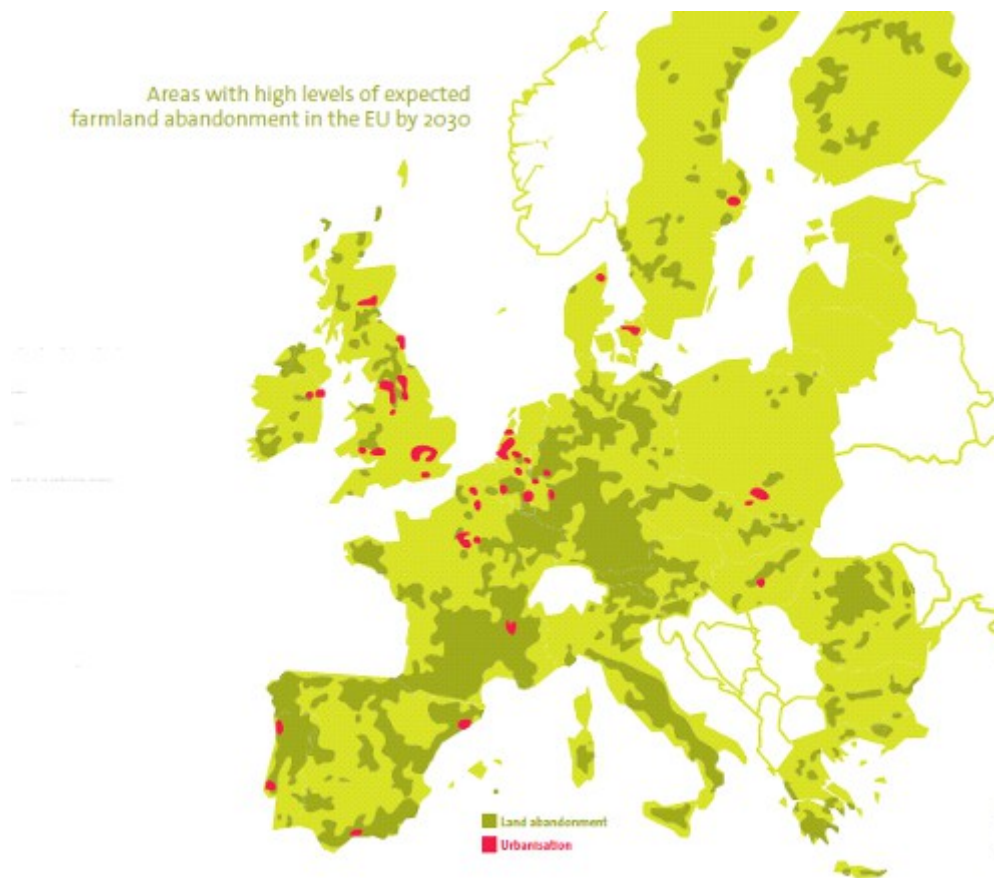 Areas with high levels of expected
farmland abandonment in the EU by 2030
Land abandonment
Urbanisation